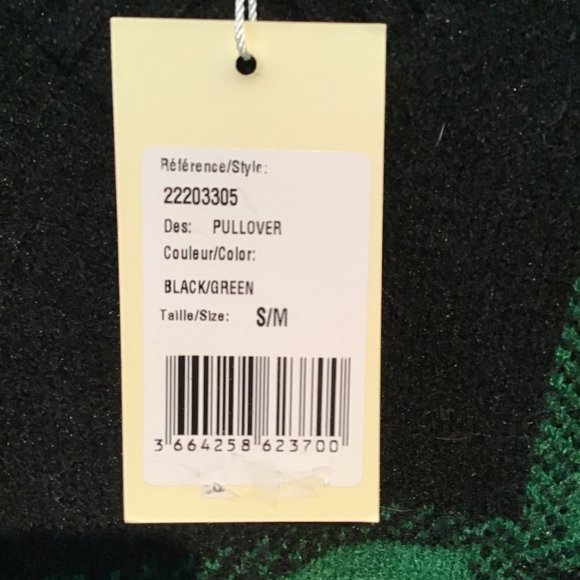 Référence/Style:
22203305
Des: PULLOVER
Couleur/Color:
BLACK/GREEN
Taille/Size: S/M
3 664258 623700